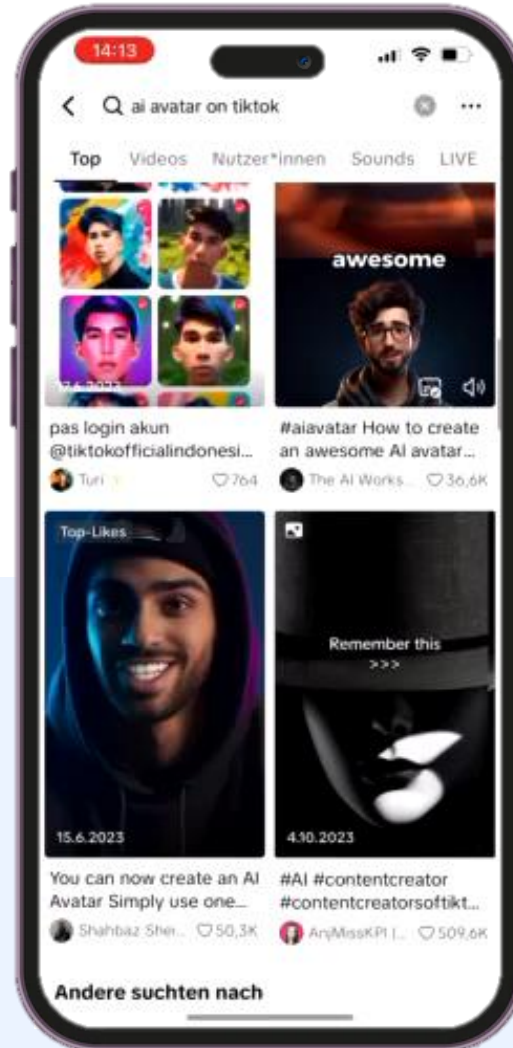 14:13
ai avatar on tiktok
Top Videos Nutzer*innen Sounds LIVE
awesome
pas login akun
@tiktokofficialindonesi...
Turi
764
#aiavatar How to create
an awesome AI avatar...
The AI Works...
36,6K
Top-Likes
15.6.2023
You can now create an AI
Avatar Simply use one...
Shahbaz Shei...
50,3K
Remember this
>>>
4.10.2023
#AI #contentcreator
#contentcreatorsoftikt...
AnjMissKPI |...
509,6K
Andere suchten nach